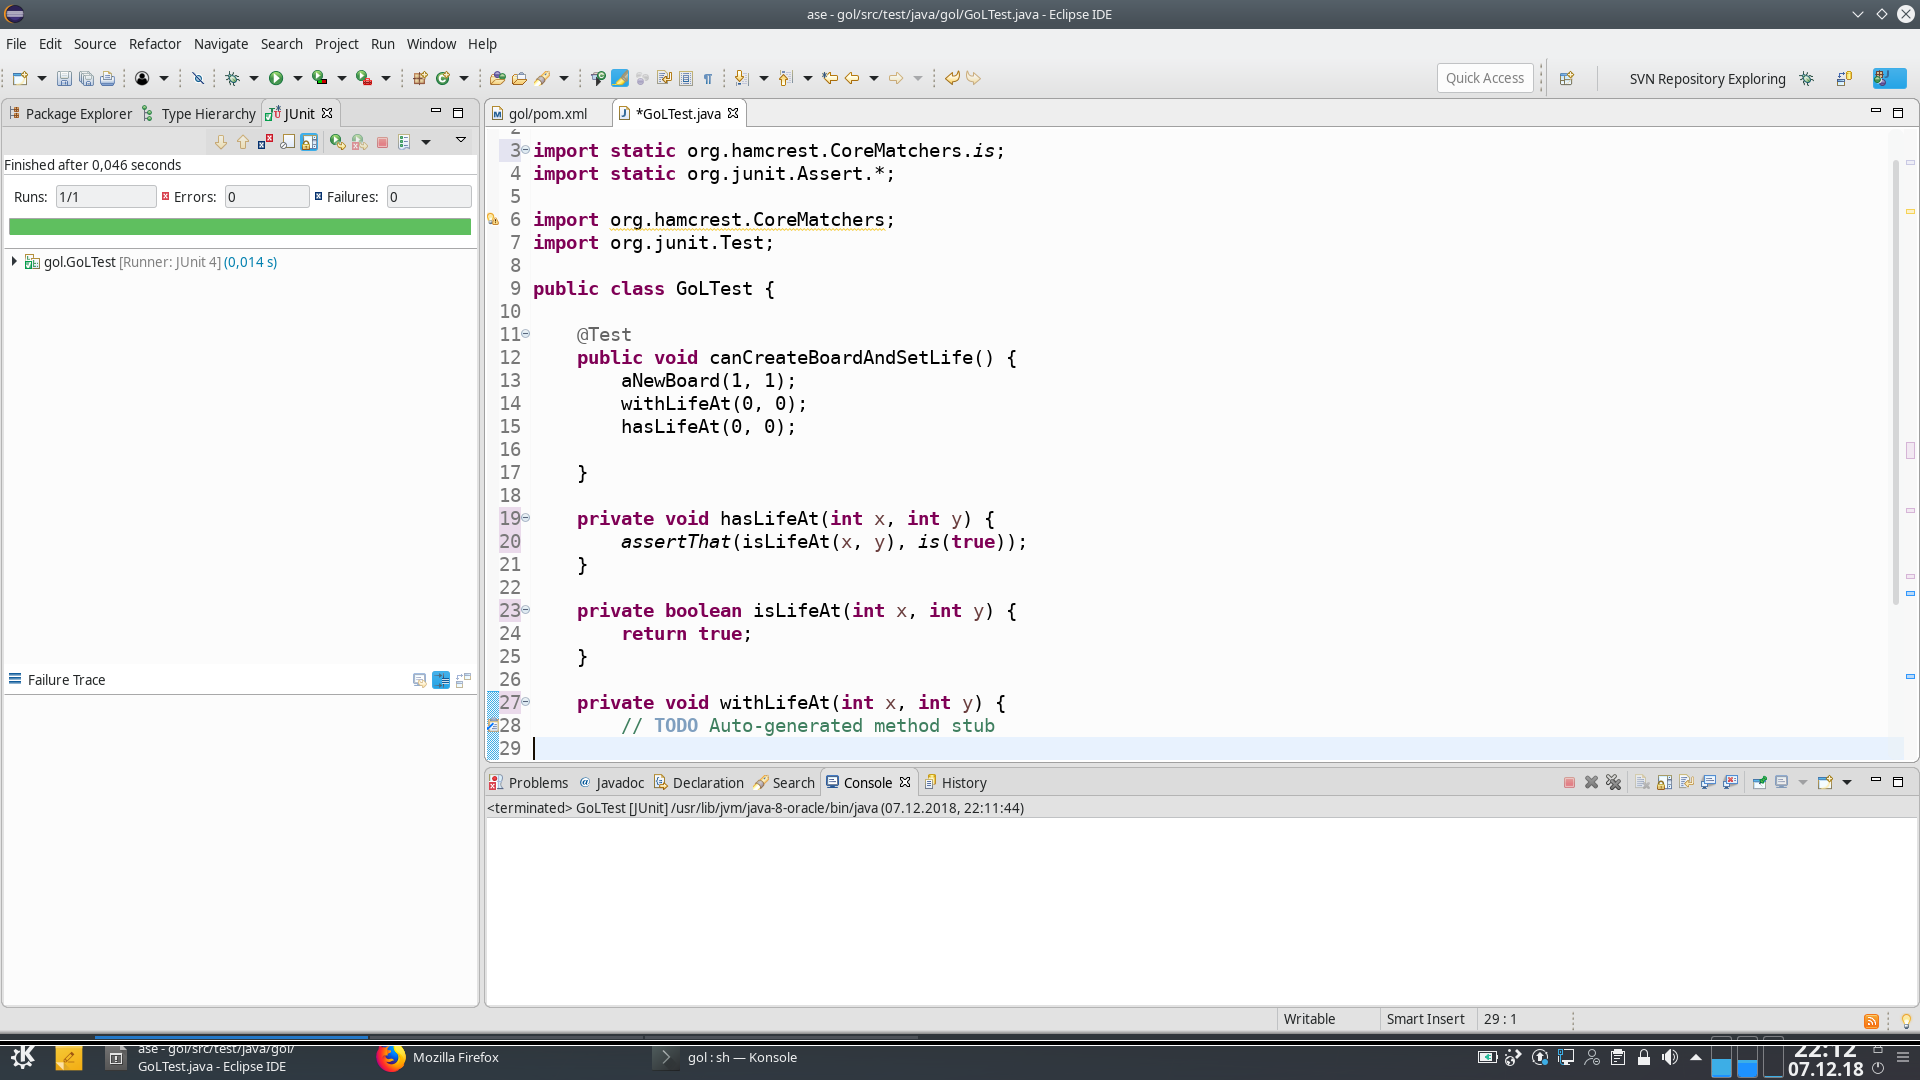 ase - gol/src/test/java/gol/GoLTest.java - Eclipse IDE
File Edit Source Refactor Navigate Search Project Run Window Help
Quick Access
SVN Repository Exploring
Package Explorer Type Hierarchy JUnit
Finished after 0,046 seconds
Runs: 1/1 Errors: 0 Failures: 0
gol.GoLTest [Runner: JUnit 4] (0,014 s)
Failure Trace
gol/pom.xml *GoLTest.java
3 import static org.hamcrest.CoreMatchers.is;
4 import static org.junit.Assert.*;
5
6 import org.hamcrest.CoreMatchers;
7 import org.junit.Test;
8
9 public class GoLTest {
10
11 @Test
12 public void canCreateBoardAndSetLife() {
13 aNewBoard(1, 1);
14 withLifeAt(0, 0);
15 hasLifeAt(0, 0);
16
17 }
18
19 private void hasLifeAt(int x, int y) {
20 assertThat(isLifeAt(x, y), is(true));
21 }
22
23 private boolean isLifeAt(int x, int y) {
24 return true;
25 }
26
27 private void withLifeAt(int x, int y) {
28 // TODO Auto-generated method stub
29
Problems Javadoc Declaration Search Console History
<terminated> GoLTest [JUnit] /usr/lib/jvm/java-8-oracle/bin/java (07.12.2018, 22:11:44)
Writable Smart Insert 29 : 1
ase - gol/src/test/java/gol/
GoLTest.java - Eclipse IDE
Mozilla Firefox
gol : sh — Konsole
22:12
07.12.18